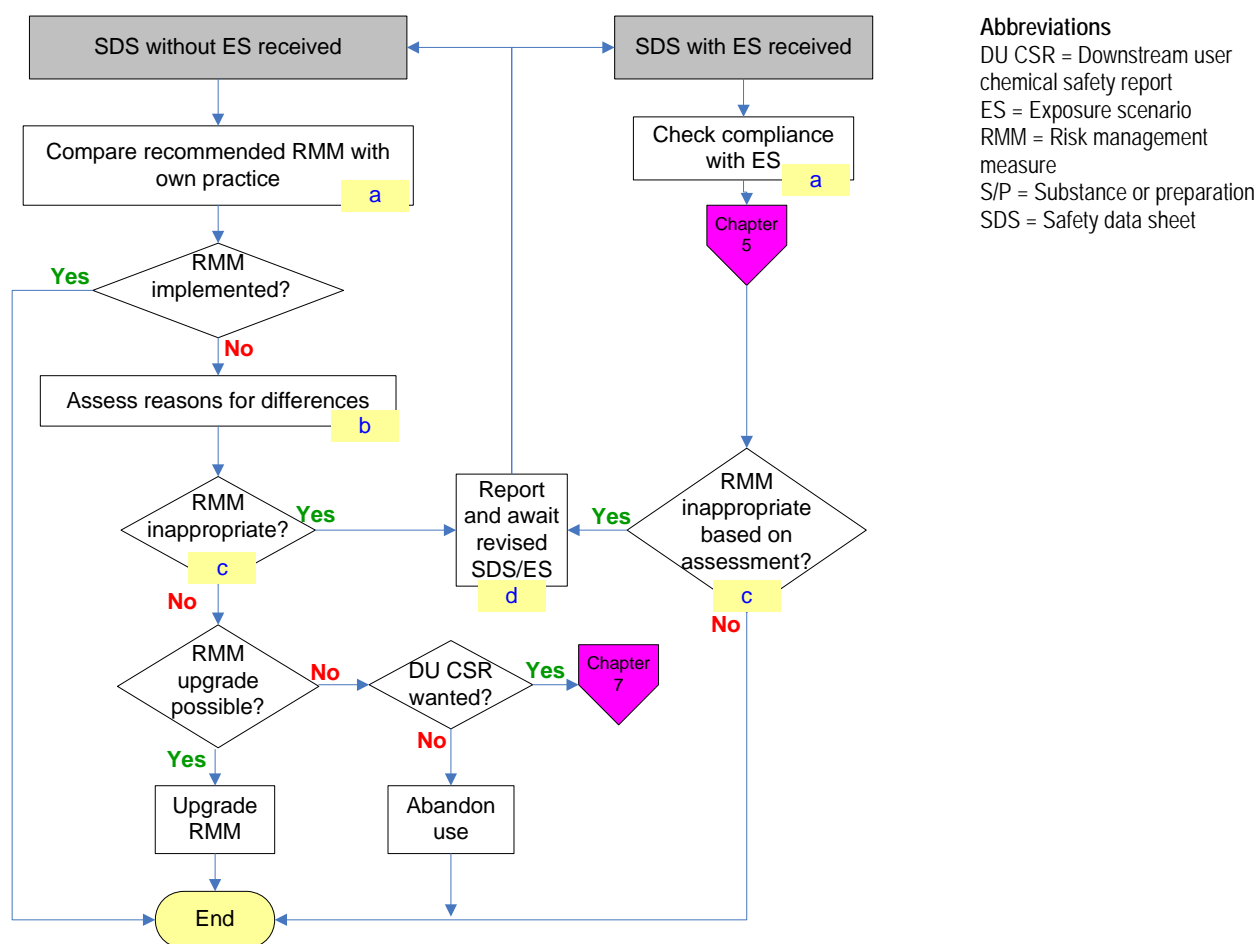 SDS without ES received
SDS with ES received
Abbreviations
DU CSR = Downstream user
chemical safety report
ES = Exposure scenario
RMM = Risk management
measure
S/P = Substance or preparation
SDS = Safety data sheet
Compare recommended RMM with
own practice
a
Check compliance
with ES
a
Chapter
5
RMM
implemented?
Yes
No
Assess reasons for differences
b
RMM
inappropriate?
Yes
c
No
Report
and await
revised
SDS/ES
d
Yes
RMM
inappropriate
based on
assessment?
c
No
RMM
upgrade
possible?
No
Yes
DU CSR
wanted?
Yes
No
Chapter
7
Upgrade
RMM
Abandon
use
End